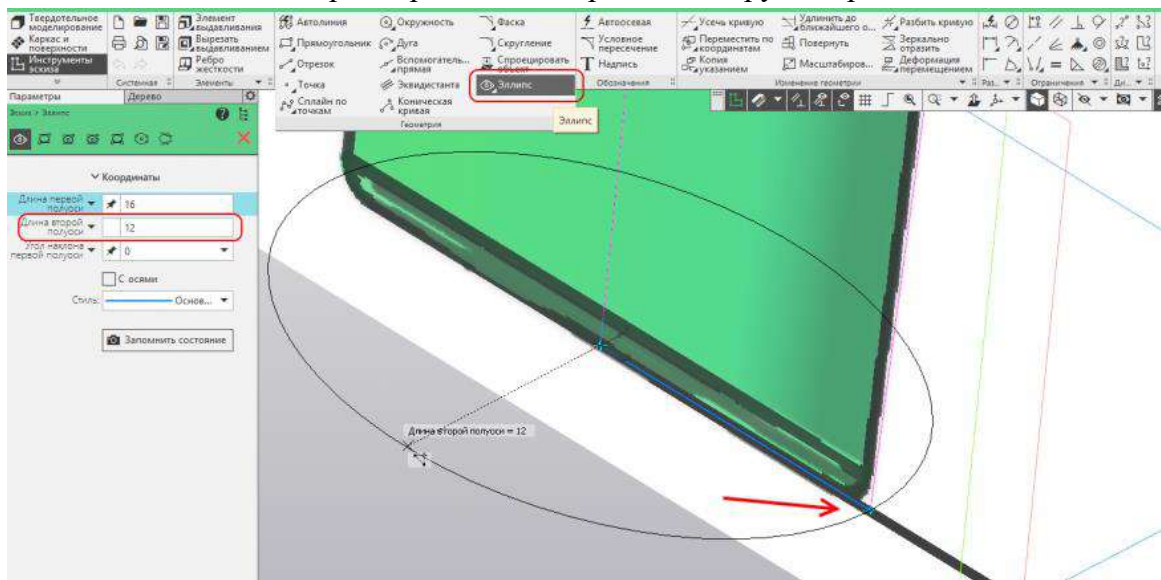 Твердотельное моделирование
Каркас и поверхности
Инструменты эскиза
Системная
Элемент выдавливания
Вырезать выдавливанием
Ребро жесткости
Элементы
Автолиния
Прямоугольник
Отрезок
Точка
Сплайн по точкам
Окружность
Дуга
Вспомогатель... прямая
Эквидистанта
Коническая кривая
Фаска
Скругление
Спроецировать объект
Эллипс
Геометрия
Эллипс
Автоосевая
Условное пересечение
Надпись
Обозначения
Усечь кривую
Переместить по координатам
Копия указанием
Удлинить до ближайшего о...
Повернуть
Масштабиров...
Разбить кривую
Зеркально отразить
Деформация перемещением
Изменение геометрии
Раз...
Ограничения
Ди...
Параметры
Дерево
Эскиз > Эллипс
Координаты
Длина первой полуоси
16
Длина второй полуоси
12
Угол наклона первой полуоси
0
С осями
Стиль:
Основ...
Запомнить состояние
Длина второй полуоси = 12